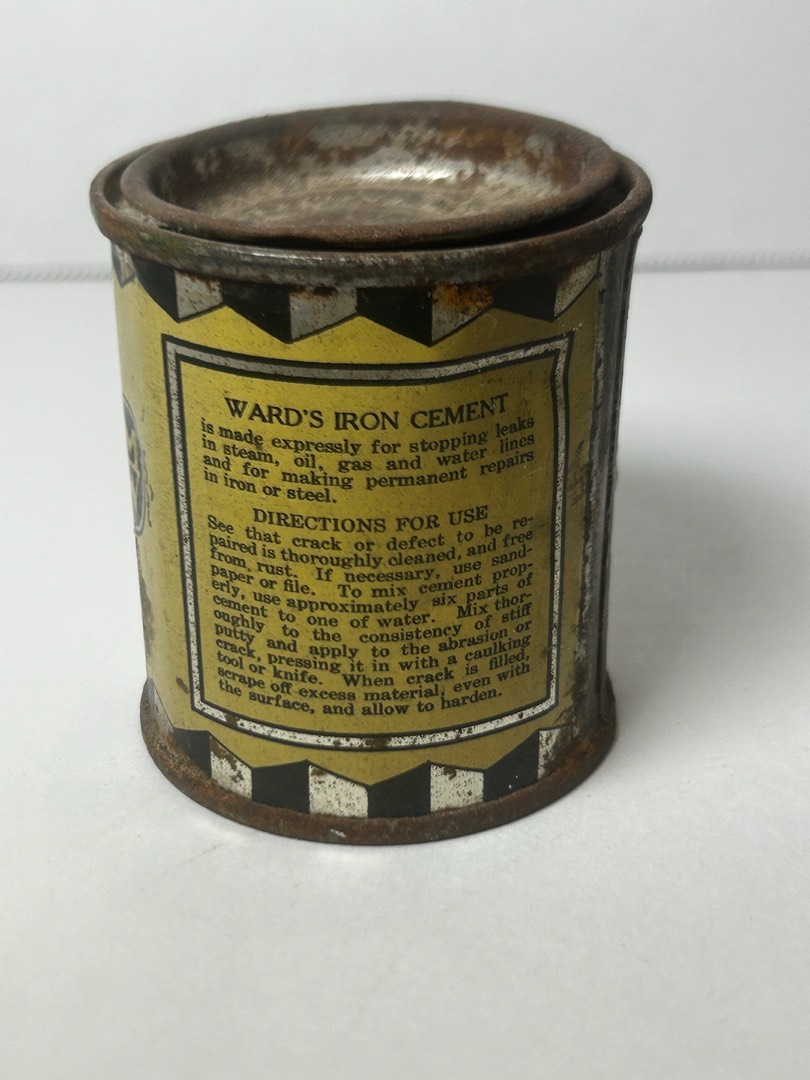 WARD'S IRON CEMENT
is made expressly for stopping leaks
in steam, oil, gas and water lines
and for making permanent repairs
in iron or steel.
DIRECTIONS FOR USE
See that crack or defect to be re-
paired is thoroughly cleaned, and free
from rust. If necessary, use sand-
paper or file. To mix cement prop-
erly, use approximately six parts of
cement to one of water. Mix thor-
oughly to the consistency of stiff
putty and apply to the abrasion or
crack, pressing it in with a caulking
tool or knife. When crack is filled,
scrape off excess material, even with
the surface, and allow to harden.